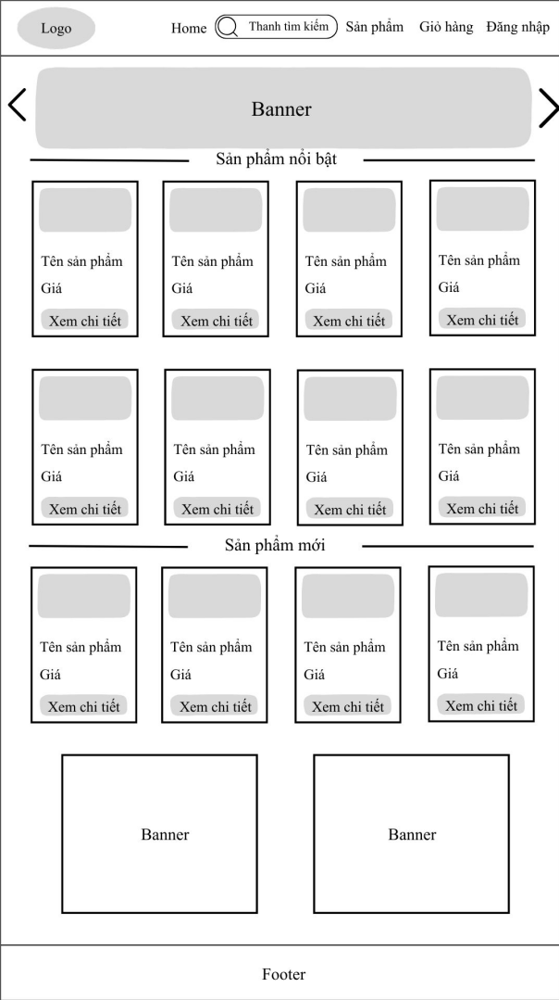 Logo
Home
Thanh tìm kiếm
Sản phẩm
Giỏ hàng
Đăng nhập
Banner
Sản phẩm nổi bật
Tên sản phẩm
Giá
Xem chi tiết
Tên sản phẩm
Giá
Xem chi tiết
Tên sản phẩm
Giá
Xem chi tiết
Tên sản phẩm
Giá
Xem chi tiết
Tên sản phẩm
Giá
Xem chi tiết
Tên sản phẩm
Giá
Xem chi tiết
Tên sản phẩm
Giá
Xem chi tiết
Tên sản phẩm
Giá
Xem chi tiết
Sản phẩm mới
Tên sản phẩm
Giá
Xem chi tiết
Tên sản phẩm
Giá
Xem chi tiết
Tên sản phẩm
Giá
Xem chi tiết
Tên sản phẩm
Giá
Xem chi tiết
Banner
Banner
Footer